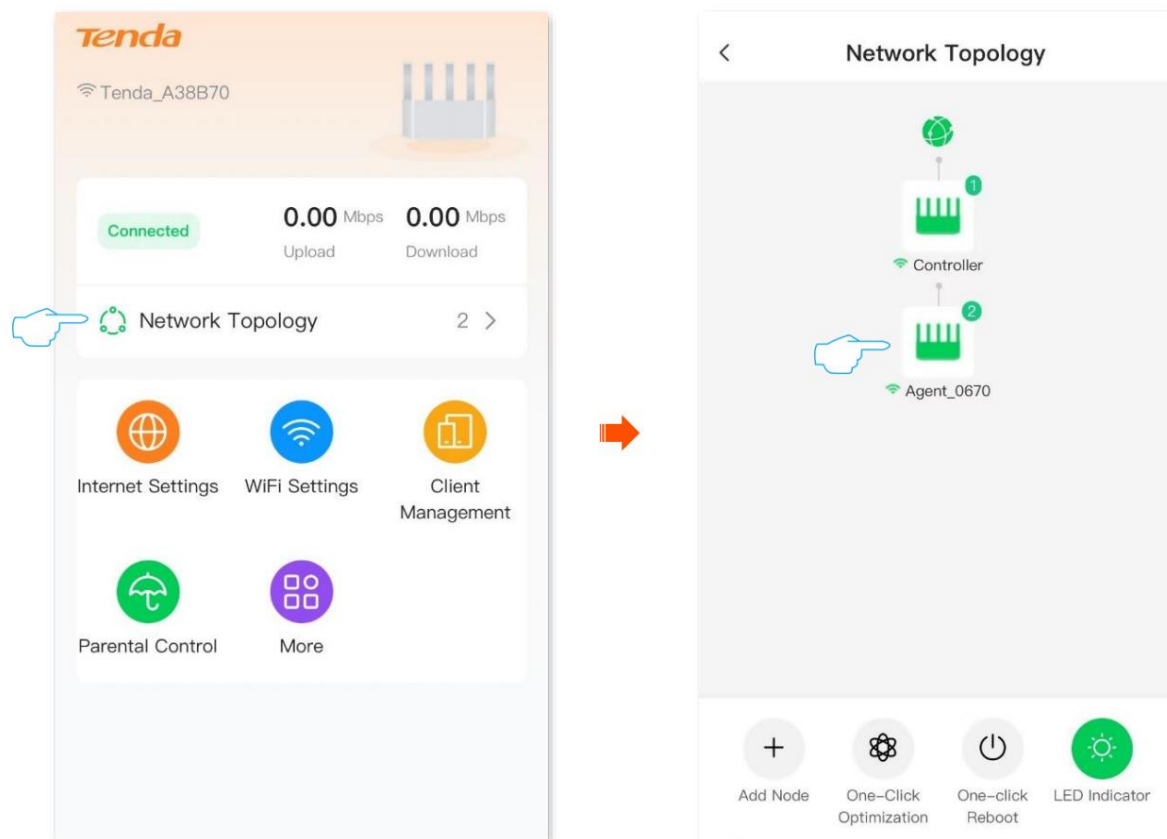 Tenda
Tenda_A38B70
Connected
0.00 Mbps 0.00 Mbps
Upload Download
Network Topology 2 >
Internet Settings WiFi Settings Client
Management
Parental Control More
< Network Topology
1
Controller
2
Agent_0670
Add Node One-Click One-click LED Indicator
Optimization Reboot